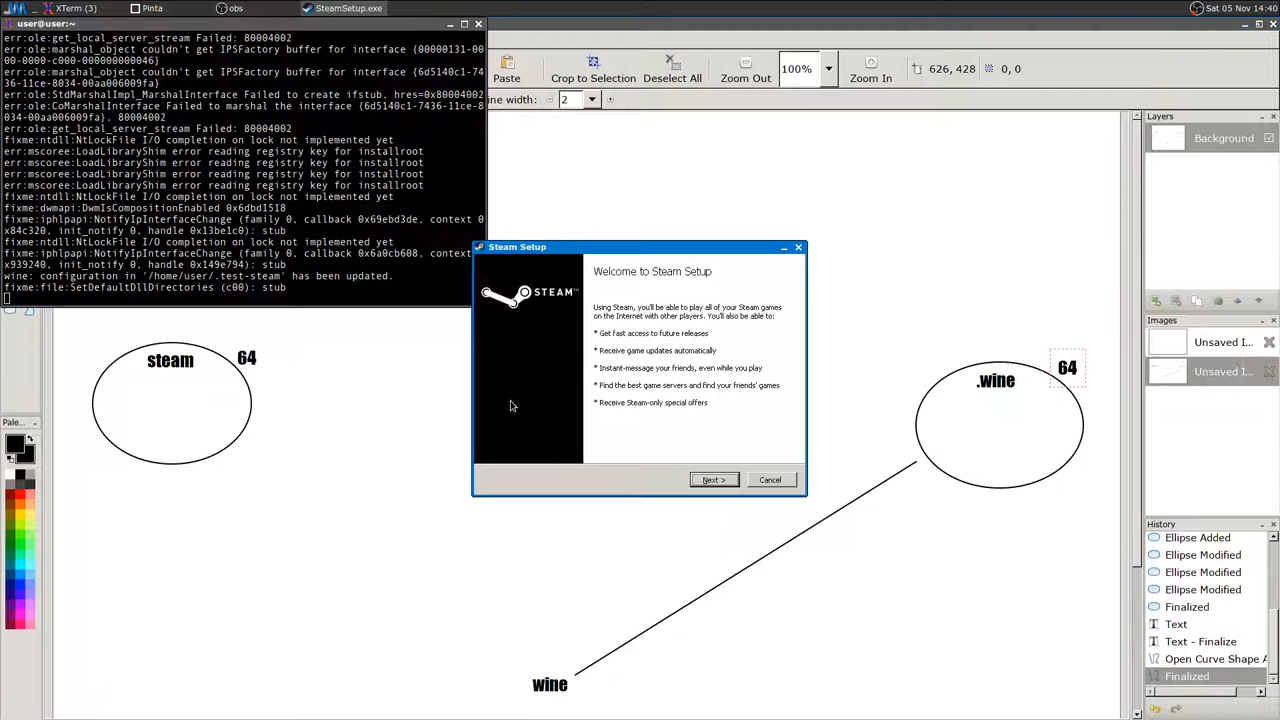 XTerm (3)
Pinta
obs
SteamSetup.exe
Sat 05 Nov 14:40
user@user:~
err:ole:get_local_server_stream Failed: 80004002
err:ole:marshal_object couldn't get IPSFactory buffer for interface {00000131-00
00-0000-c000-000000000046}
err:ole:marshal_object couldn't get IPSFactory buffer for interface {6d5140c1-74
36-11ce-8034-00aa006009fa}
err:ole:StdMarshalImpl_MarshalInterface Failed to create ifstub, hres=0x80004002
err:ole:CoMarshalInterface Failed to marshal the interface {6d5140c1-7436-11ce-8
034-00aa006009fa}, 80004002
err:ole:get_local_server_stream Failed: 80004002
fixme:ntdll:NtLockFile I/O completion on lock not implemented yet
err:mscoree:LoadLibraryShim error reading registry key for installroot
err:mscoree:LoadLibraryShim error reading registry key for installroot
err:mscoree:LoadLibraryShim error reading registry key for installroot
err:mscoree:LoadLibraryShim error reading registry key for installroot
fixme:ntdll:NtLockFile I/O completion on lock not implemented yet
fixme:dwmapi:DwmIsCompositionEnabled 0x6dbd1518
fixme:iphlpapi:NotifyIpInterfaceChange (family 0, callback 0x69ebd3de, context 0
x84c320, init_notify 0, handle 0x13be1c0): stub
fixme:ntdll:NtLockFile I/O completion on lock not implemented yet
fixme:iphlpapi:NotifyIpInterfaceChange (family 0, callback 0x6a0cb608, context 0
x939240, init_notify 0, handle 0x149e794): stub
wine: configuration in '/home/user/.test-steam' has been updated.
fixme:file:SetDefaultDllDirectories (c00): stub
Paste
Crop to Selection
Deselect All
Zoom Out
100%
Zoom In
626, 428
0, 0
ne width:
2
Layers
Background
Images
Unsaved I...
Unsaved I...
History
Ellipse Added
Ellipse Modified
Ellipse Modified
Ellipse Modified
Finalized
Text
Text - Finalize
Open Curve Shape A
Finalized
Pale...
steam
64
.wine
64
wine
Steam Setup
STEAM™
Welcome to Steam Setup
Using Steam, you'll be able to play all of your Steam games
on the Internet with other players. You'll also be able to:
* Get fast access to future releases
* Receive game updates automatically
* Instant-message your friends, even while you play
* Find the best game servers and find your friends' games
* Receive Steam-only special offers
Next >
Cancel